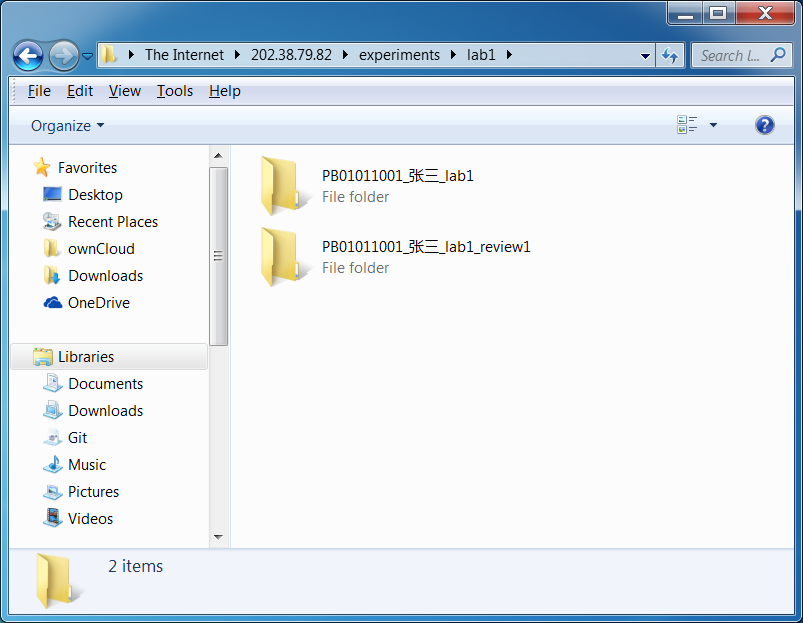 The Internet 202.38.79.82 experiments lab1
Search l...
File Edit View Tools Help
Organize
Favorites
Desktop
Recent Places
ownCloud
Downloads
OneDrive
Libraries
Documents
Downloads
Git
Music
Pictures
Videos
PB01011001_张三_lab1
File folder
PB01011001_张三_lab1_review1
File folder
2 items